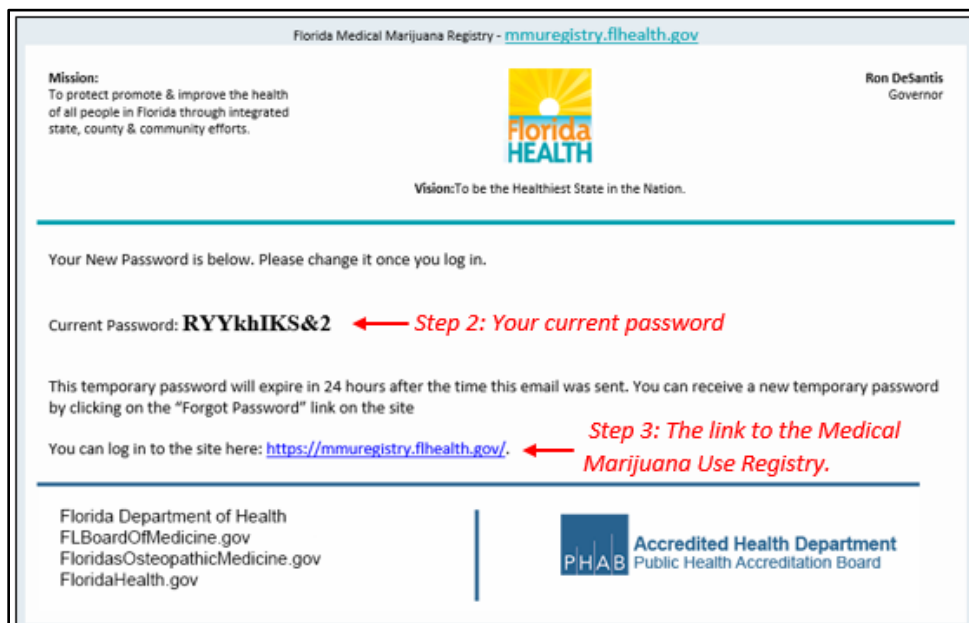 Florida Medical Marijuana Registry - mmuregistry.flhealth.gov
Mission:
To protect promote & improve the health
of all people in Florida through integrated
state, county & community efforts.
Florida
HEALTH
Ron DeSantis
Governor
Vision:To be the Healthiest State in the Nation.
Your New Password is below. Please change it once you log in.
Current Password: RYYkhIKS&2
Step 2: Your current password
This temporary password will expire in 24 hours after the time this email was sent. You can receive a new temporary password
by clicking on the “Forgot Password” link on the site
You can log in to the site here: https://mmuregistry.flhealth.gov/.
Step 3: The link to the Medical
Marijuana Use Registry.
Florida Department of Health
FLBoardOfMedicine.gov
FloridasOsteopathicMedicine.gov
FloridaHealth.gov
PHAB
Accredited Health Department
Public Health Accreditation Board